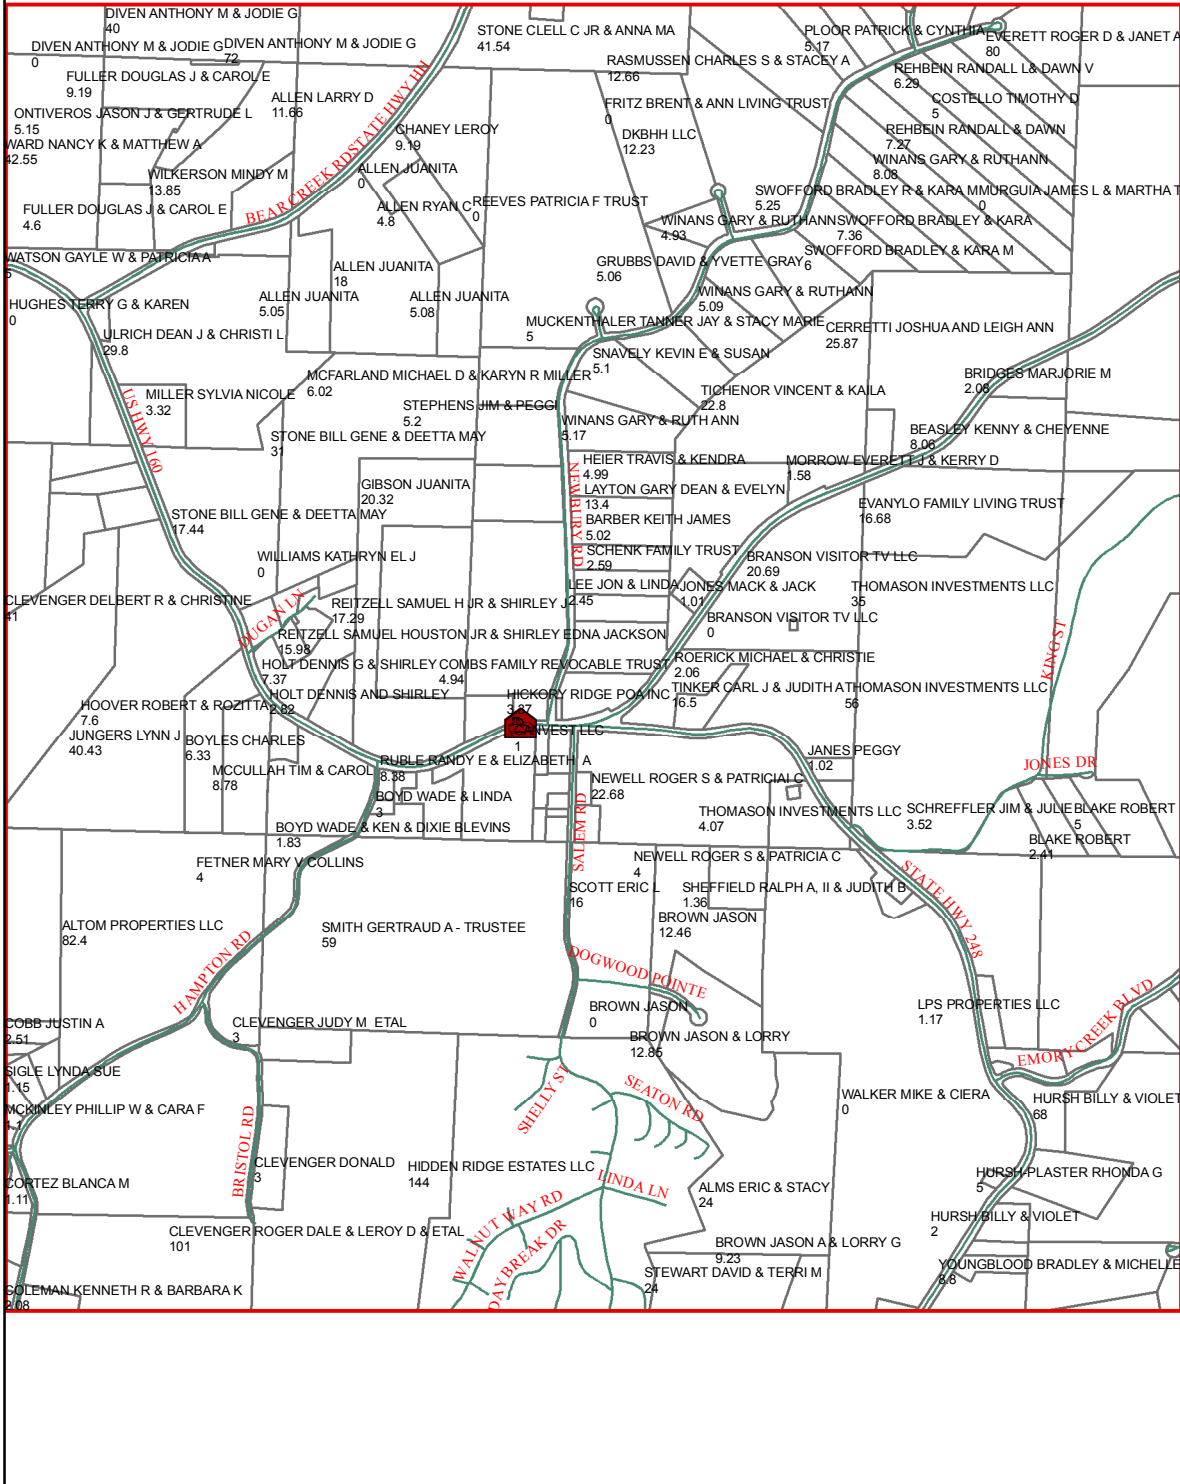 DIVEN ANTHONY M & JODIE G
40
DIVEN ANTHONY M & JODIE G
0
DIVEN ANTHONY M & JODIE G
72
STONE CLELL C JR & ANNA MA
41.54
PLOOR PATRICK & CYNTHIA
5.17
EVERETT ROGER D & JANET A
80
RASMUSSEN CHARLES S & STACEY A
12.66
FULLER DOUGLAS J & CAROL E
9.19
REHBEIN RANDALL L& DAWN V
6.29
ALLEN LARRY D
11.66
FRITZ BRENT & ANN LIVING TRUST
0
COSTELLO TIMOTHY D
5
ONTIVEROS JASON J & GERTRUDE L
5.15
CHANEY LEROY
9.19
DKBHH LLC
12.23
REHBEIN RANDALL & DAWN
7.27
WARD NANCY K & MATTHEW A
42.55
BEAR CREEK RD
STATE HWY HN
WINANS GARY & RUTHANN
8.08
WILKERSON MINDY M
13.85
ALLEN JUANITA
0
SWOFFORD BRADLEY R & KARA M
5.25
MURGUIA JAMES L & MARTHA T
0
FULLER DOUGLAS J & CAROL E
4.6
ALLEN RYAN C
4.8
REEVES PATRICIA F TRUST
0
WINANS GARY & RUTHANN
4.93
SWOFFORD BRADLEY & KARA
7.36
WATSON GAYLE W & PATRICIA A
5
ALLEN JUANITA
18
GRUBBS DAVID & YVETTE GRAY
5.06
SWOFFORD BRADLEY & KARA M
6
HUGHES TERRY G & KAREN
0
ALLEN JUANITA
5.05
ALLEN JUANITA
5.08
WINANS GARY & RUTHANN
5.09
MUCKENTHALER TANNER JAY & STACY MARIE
5
CERRETTI JOSHUA AND LEIGH ANN
25.87
ULRICH DEAN J & CHRISTI L
29.8
SNAVELY KEVIN E & SUSAN
5.1
MCFARLAND MICHAEL D & KARYN R MILLER
6.02
BRIDGES MARJORIE M
2.08
MILLER SYLVIA NICOLE
3.32
TICHENOR VINCENT & KAILA
22.8
US HWY 160
STEPHENS JIM & PEGGI
5.2
WINANS GARY & RUTH ANN
5.17
BEASLEY KENNY & CHEYENNE
8.06
STONE BILL GENE & DEETTA MAY
31
HEIER TRAVIS & KENDRA
4.99
MORROW EVERETT J & KERRY D
1.58
NEWBURY RD
GIBSON JUANITA
20.32
LAYTON GARY DEAN & EVELYN
13.4
EVANYLO FAMILY LIVING TRUST
16.68
STONE BILL GENE & DEETTA MAY
17.44
BARBER KEITH JAMES
5.02
WILLIAMS KATHRYN EL J
0
SCHENK FAMILY TRUST
2.59
BRANSON VISITOR TV LLC
20.69
LEE JON & LINDA
2.45
JONES MACK & JACK
1.01
THOMASON INVESTMENTS LLC
35
CLEVENGER DELBERT R & CHRISTINE
41
DUGAN LN
REITZELL SAMUEL H JR & SHIRLEY J
17.29
BRANSON VISITOR TV LLC
0
KING ST
REITZELL SAMUEL HOUSTON JR & SHIRLEY EDNA JACKSON
15.98
HOLT DENNIS G & SHIRLEY
7.37
COMBS FAMILY REVOCABLE TRUST
4.94
ROERICK MICHAEL & CHRISTIE
2.06
HOLT DENNIS AND SHIRLEY
2.82
HICKORY RIDGE POA INC
3.87
TINKER CARL J & JUDITH A
16.5
THOMASON INVESTMENTS LLC
56
HOOVER ROBERT & ROZITTA
7.6
CANVEST LLC
1
JUNGERS LYNN J
40.43
BOYLES CHARLES
6.33
JANES PEGGY
1.02
RUBLE RANDY E & ELIZABETH A
8.38
JONES DR
MCCULLAH TIM & CAROL
8.78
NEWELL ROGER S & PATRICIAI C
22.68
BOYD WADE & LINDA
3
THOMASON INVESTMENTS LLC
4.07
SCHREFFLER JIM & JULIE
3.52
BLAKE ROBERT
5
BOYD WADE & KEN & DIXIE BLEVINS
1.83
SALEM RD
BLAKE ROBERT
2.41
FETNER MARY V COLLINS
4
NEWELL ROGER S & PATRICIA C
4
STATE HWY 248
SCOTT ERIC L
16
SHEFFIELD RALPH A, II & JUDITH B
1.36
ALTOM PROPERTIES LLC
82.4
SMITH GERTRAUD A - TRUSTEE
59
BROWN JASON
12.46
HAMPTON RD
DOGWOOD POINTE
BROWN JASON
0
LPS PROPERTIES LLC
1.17
EMORY CREEK BLVD
COBB JUSTIN A
2.51
CLEVENGER JUDY M ETAL
3
BROWN JASON & LORRY
12.85
SIGLE LYNDA SUE
1.15
SHELLY ST
SEATON RD
WALKER MIKE & CIERA
0
HURSH BILLY & VIOLET
68
MCKINLEY PHILLIP W & CARA F
1.1
BRISTOL RD
CLEVENGER DONALD
3
HIDDEN RIDGE ESTATES LLC
144
LINDA LN
HURSH-PLASTER RHONDA G
5
CORTEZ BLANCA M
1.11
ALMS ERIC & STACY
24
WALNUT WAY RD
HURSH BILLY & VIOLET
2
CLEVENGER ROGER DALE & LEROY D & ETAL
101
DAY BREAK DR
BROWN JASON A & LORRY G
9.23
YOUNGBLOOD BRADLEY & MICHELLE
8.8
STEWART DAVID & TERRI M
24
COLEMAN KENNETH R & BARBARA K
2.08